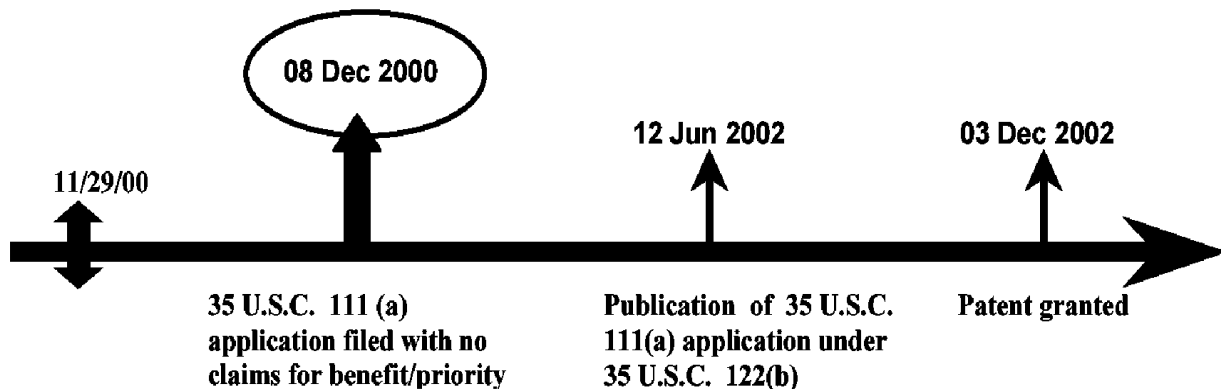 08 Dec 2000
12 Jun 2002
03 Dec 2002
11/29/00
35 U.S.C. 111 (a)
application filed with no
claims for benefit/priority
Publication of 35 U.S.C.
111(a) application under
35 U.S.C. 122(b)
Patent granted